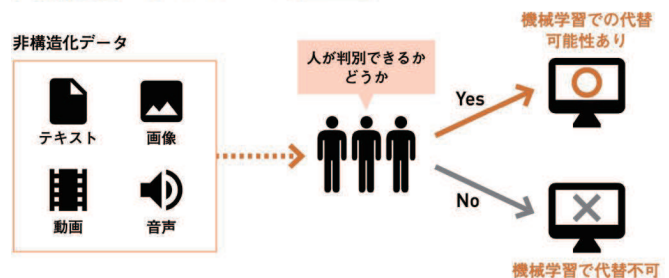 機械学習での代替
可能性あり
非構造化データ
人が判別できるか
どうか
テキスト
画像
動画
音声
Yes
No
機械学習で代替不可